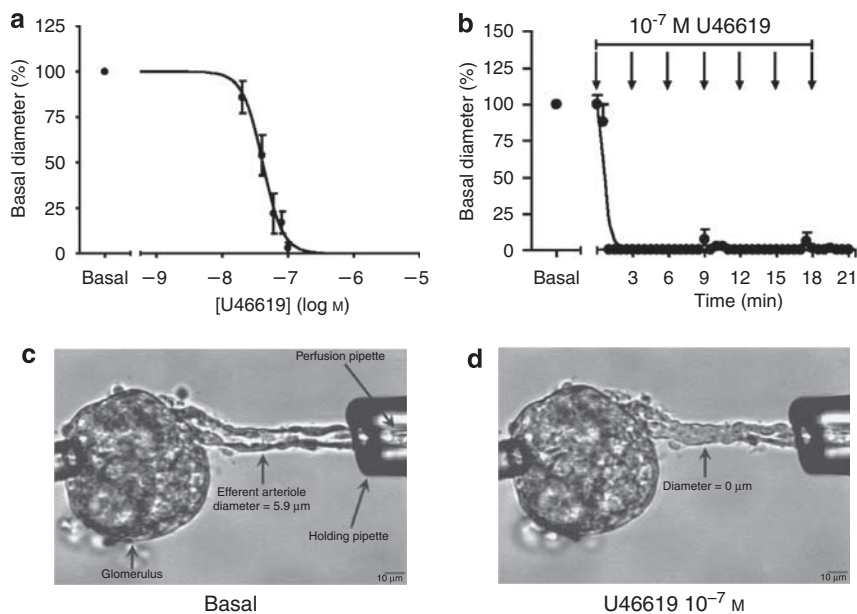 a
125
100
75
50
25
0
Basal diameter (%)
Basal
−9
−8
−7
−6
−5
[U46619] (log M)
b
10⁻⁷ M U46619
150
125
100
75
50
25
0
Basal diameter (%)
Basal
3
6
9
12
15
18
21
Time (min)
c
Perfusion pipette
Efferent arteriole
diameter = 5.9 μm
Holding pipette
Glomerulus
10 μm
Basal
d
Diameter = 0 μm
10 μm
U46619 10⁻⁷ M